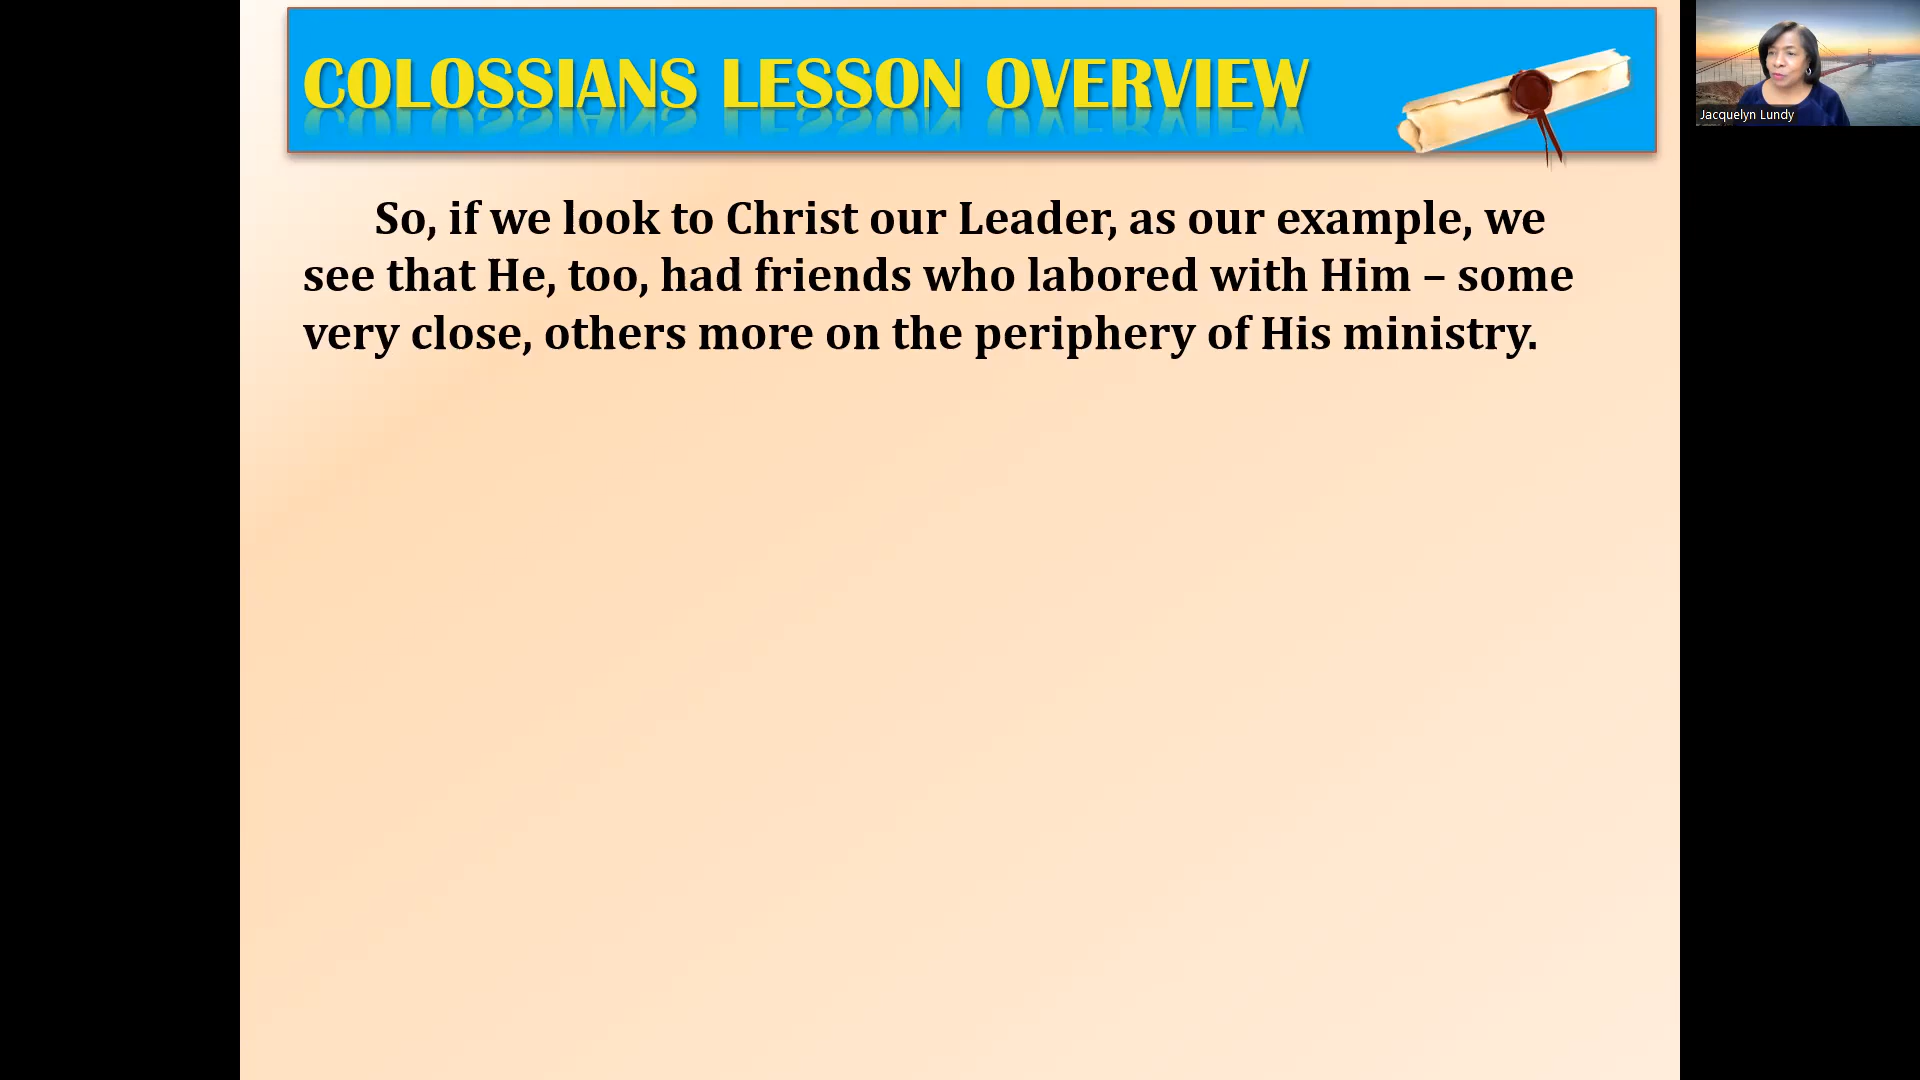 COLOSSIANS LESSON OVERVIEW
Jacquelyn Lundy
So, if we look to Christ our Leader, as our example, we
see that He, too, had friends who labored with Him – some
very close, others more on the periphery of His ministry.